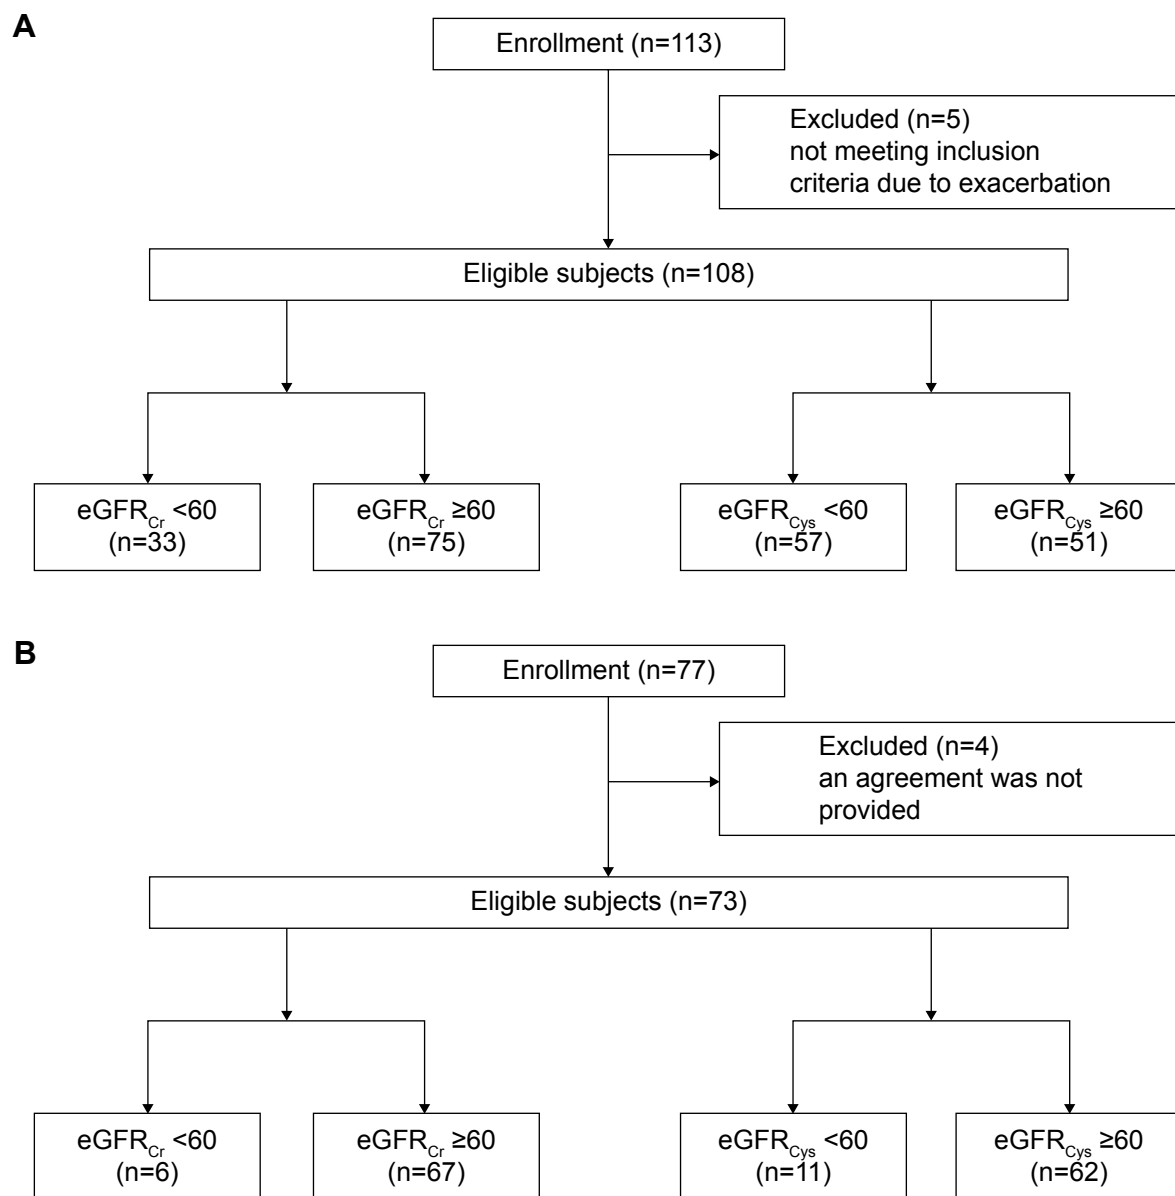 A
Enrollment (n=113)
Excluded (n=5)
not meeting inclusion
criteria due to exacerbation
Eligible subjects (n=108)
eGFRCr <60
(n=33)
eGFRCr ≥60
(n=75)
eGFRCys <60
(n=57)
eGFRCys ≥60
(n=51)
B
Enrollment (n=77)
Excluded (n=4)
an agreement was not
provided
Eligible subjects (n=73)
eGFRCr <60
(n=6)
eGFRCr ≥60
(n=67)
eGFRCys <60
(n=11)
eGFRCys ≥60
(n=62)